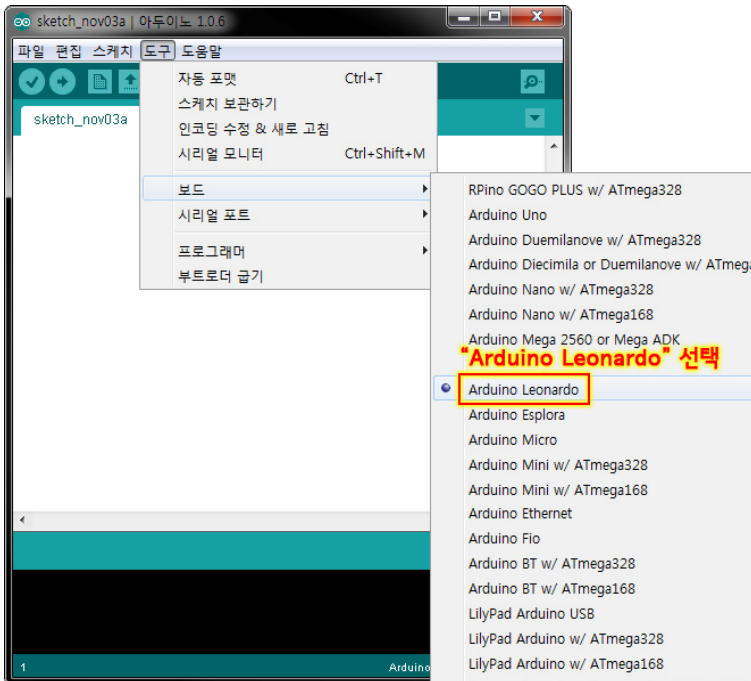 sketch_nov03a | 아두이노 1.0.6
파일 편집 스케치 도구 도움말
sketch_nov03a
자동 포맷 Ctrl+T
스케치 보관하기
인코딩 수정 & 새로 고침
시리얼 모니터 Ctrl+Shift+M
보드
시리얼 포트
프로그래머
부트로더 굽기
RPino GOGO PLUS w/ ATmega328
Arduino Uno
Arduino Duemilanove w/ ATmega328
Arduino Diecimila or Duemilanove w/ ATmega
Arduino Nano w/ ATmega328
Arduino Nano w/ ATmega168
Arduino Mega 2560 or Mega ADK
"Arduino Leonardo" 선택
Arduino Leonardo
Arduino Esplora
Arduino Micro
Arduino Mini w/ ATmega328
Arduino Mini w/ ATmega168
Arduino Ethernet
Arduino Fio
Arduino BT w/ ATmega328
Arduino BT w/ ATmega168
LilyPad Arduino USB
LilyPad Arduino w/ ATmega328
LilyPad Arduino w/ ATmega168
1 Arduino